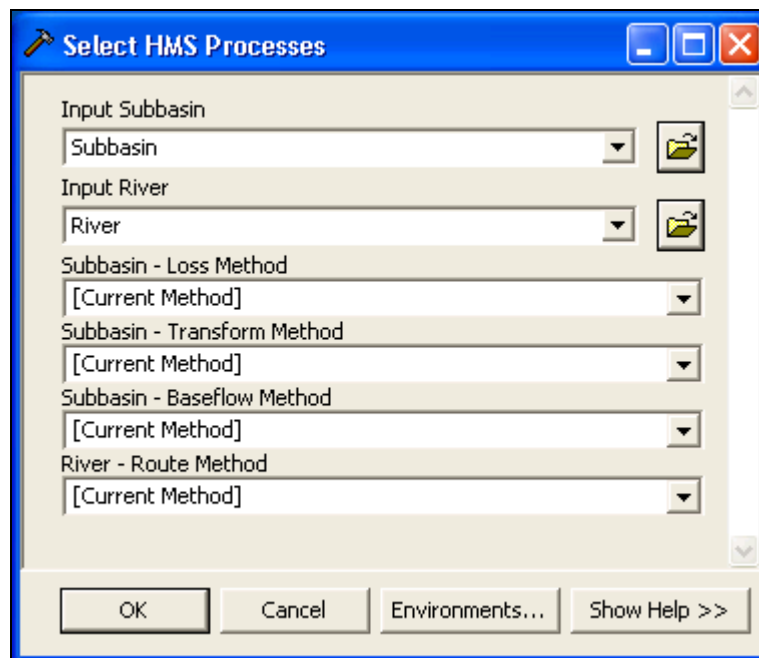 Select HMS Processes
Input Subbasin
Subbasin
Input River
River
Subbasin - Loss Method
[Current Method]
Subbasin - Transform Method
[Current Method]
Subbasin - Baseflow Method
[Current Method]
River - Route Method
[Current Method]
OK Cancel Environments... Show Help >>